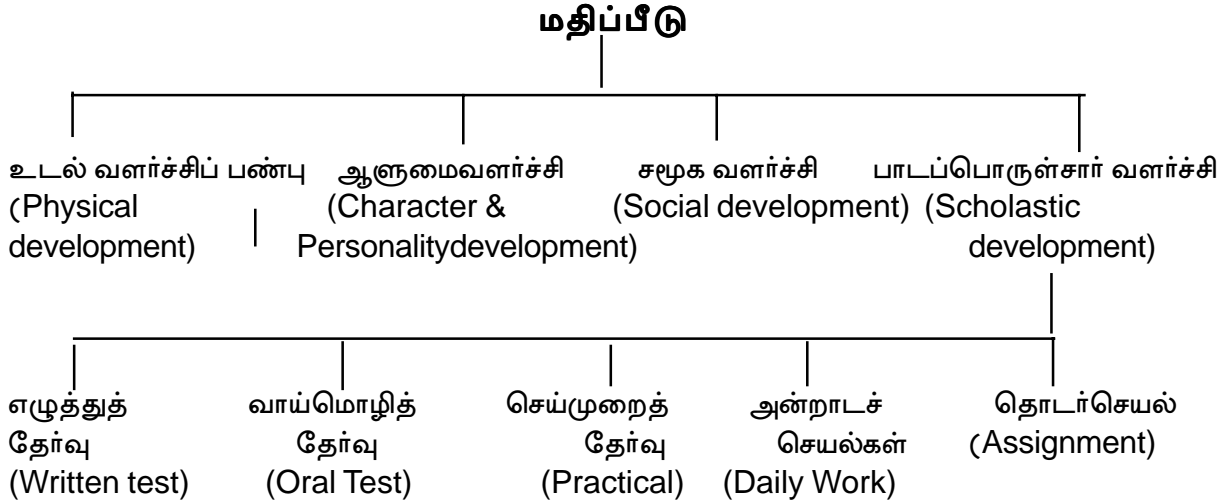 மதிப்பீடு
உடல் வளர்ச்சிப் பண்பு ஆளுமைவளர்ச்சி சமூக வளர்ச்சி பாடப்பொருள்சார் வளர்ச்சி
(Physical (Character & (Social development) (Scholastic
development) Personalitydevelopment) development)
எழுத்துத் வாய்மொழித் செய்முறைத் அன்றாடச் தொடர்செயல்
தேர்வு தேர்வு தேர்வு செயல்கள் (Assignment)
(Written test) (Oral Test) (Practical) (Daily Work)